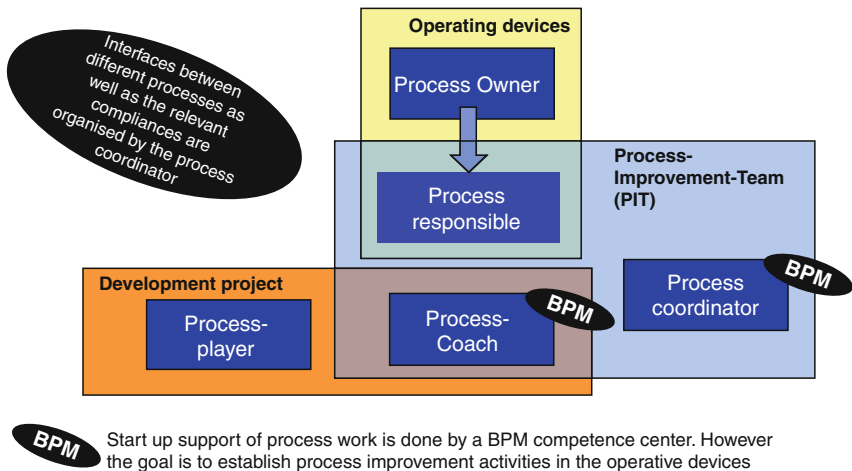 Operating devices
Interfaces between
different processes as
well as the relevant
compliances are
organised by the process
coordinator
Process Owner
Process-
Improvement-Team
(PIT)
Process
responsible
Development project
Process-
player
Process-
Coach
BPM
Process
coordinator
BPM
BPM
Start up support of process work is done by a BPM competence center. However
the goal is to establish process improvement activities in the operative devices